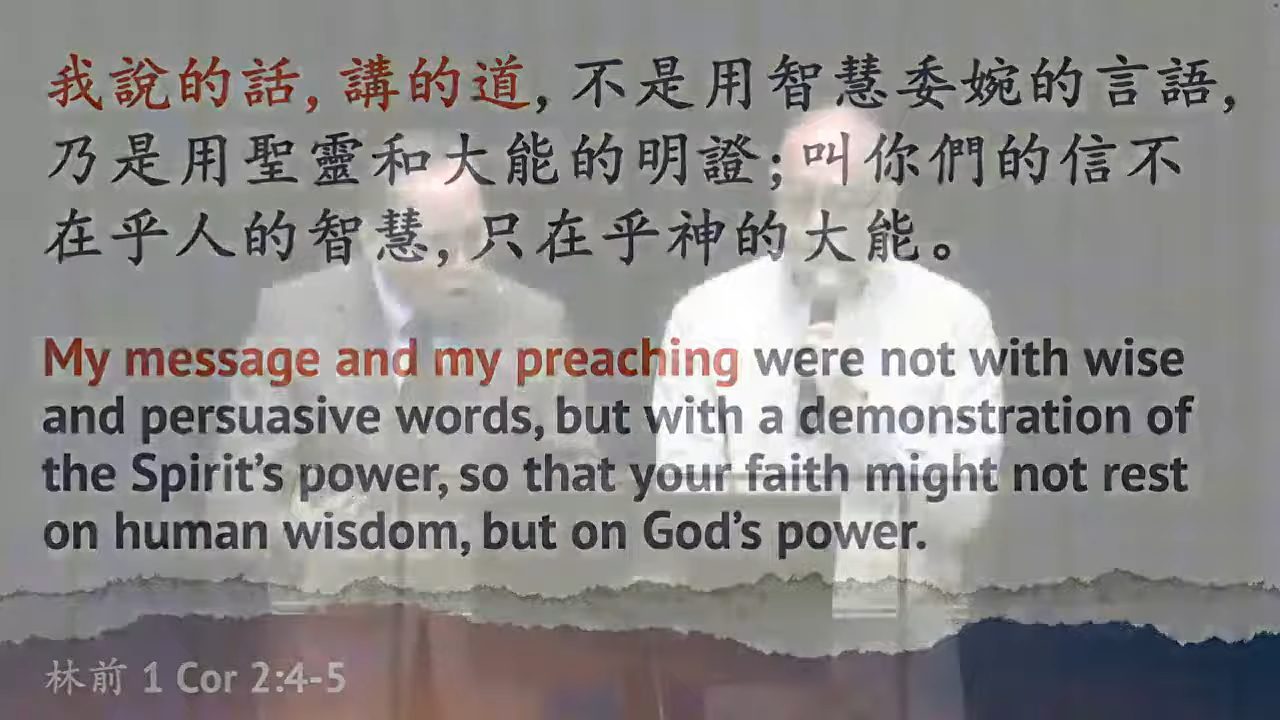 我說的話, 講的道, 不是用智慧委婉的言語,
乃是用聖靈和大能的明證; 叫你們的信不
在乎人的智慧, 只在乎神的大能。
My message and my preaching were not with wise
and persuasive words, but with a demonstration of
the Spirit's power, so that your faith might not rest
on human wisdom, but on God's power.
林前 1 Cor 2:4-5